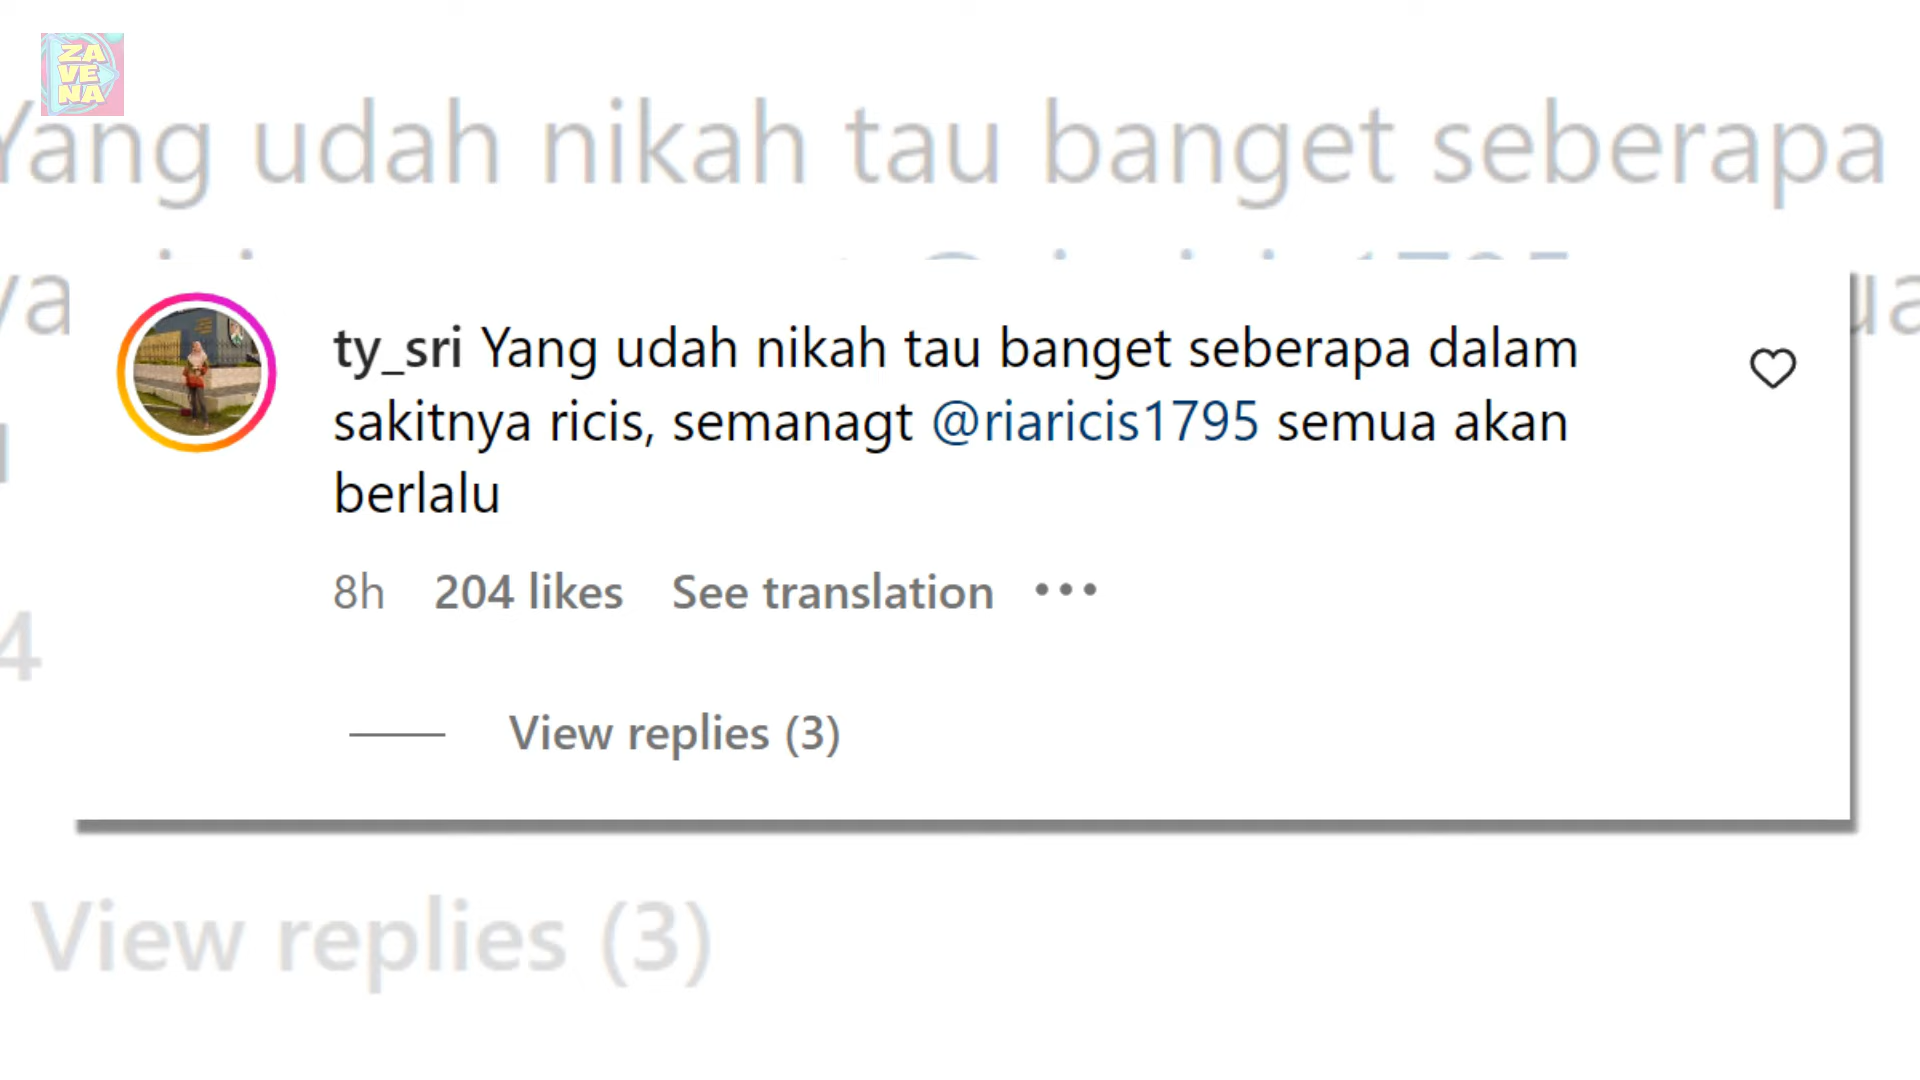 ZA
VE
NA
Yang udah nikah tau banget seberapa
ty_sri Yang udah nikah tau banget seberapa dalam
sakitnya ricis, semanagt @riaricis1795 semua akan
berlalu
8h 204 likes See translation •••
View replies (3)
View replies (3)